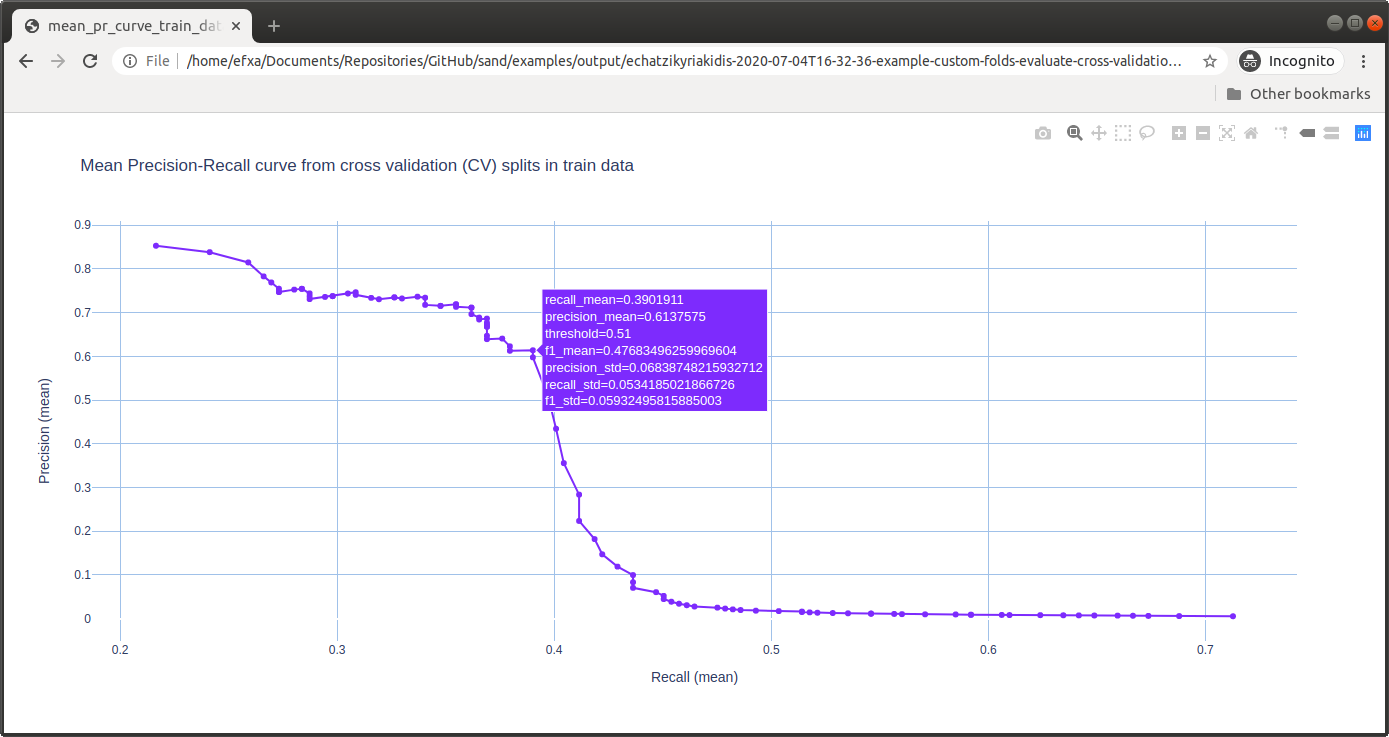 mean_pr_curve_train_dat
File
/home/efxa/Documents/Repositories/GitHub/sand/examples/output/echatzikyriakidis-2020-07-04T16-32-36-example-custom-folds-evaluate-cross-validatio...
Incognito
Other bookmarks
Mean Precision-Recall curve from cross validation (CV) splits in train data
0.9
0.8
0.7
0.6
0.5
0.4
0.3
0.2
0.1
0
Precision (mean)
recall_mean=0.3901911
precision_mean=0.6137575
threshold=0.51
f1_mean=0.47683496259969604
precision_std=0.06838748215932712
recall_std=0.0534185021866726
f1_std=0.05932495815885003
0.2
0.3
0.4
0.5
0.6
0.7
Recall (mean)